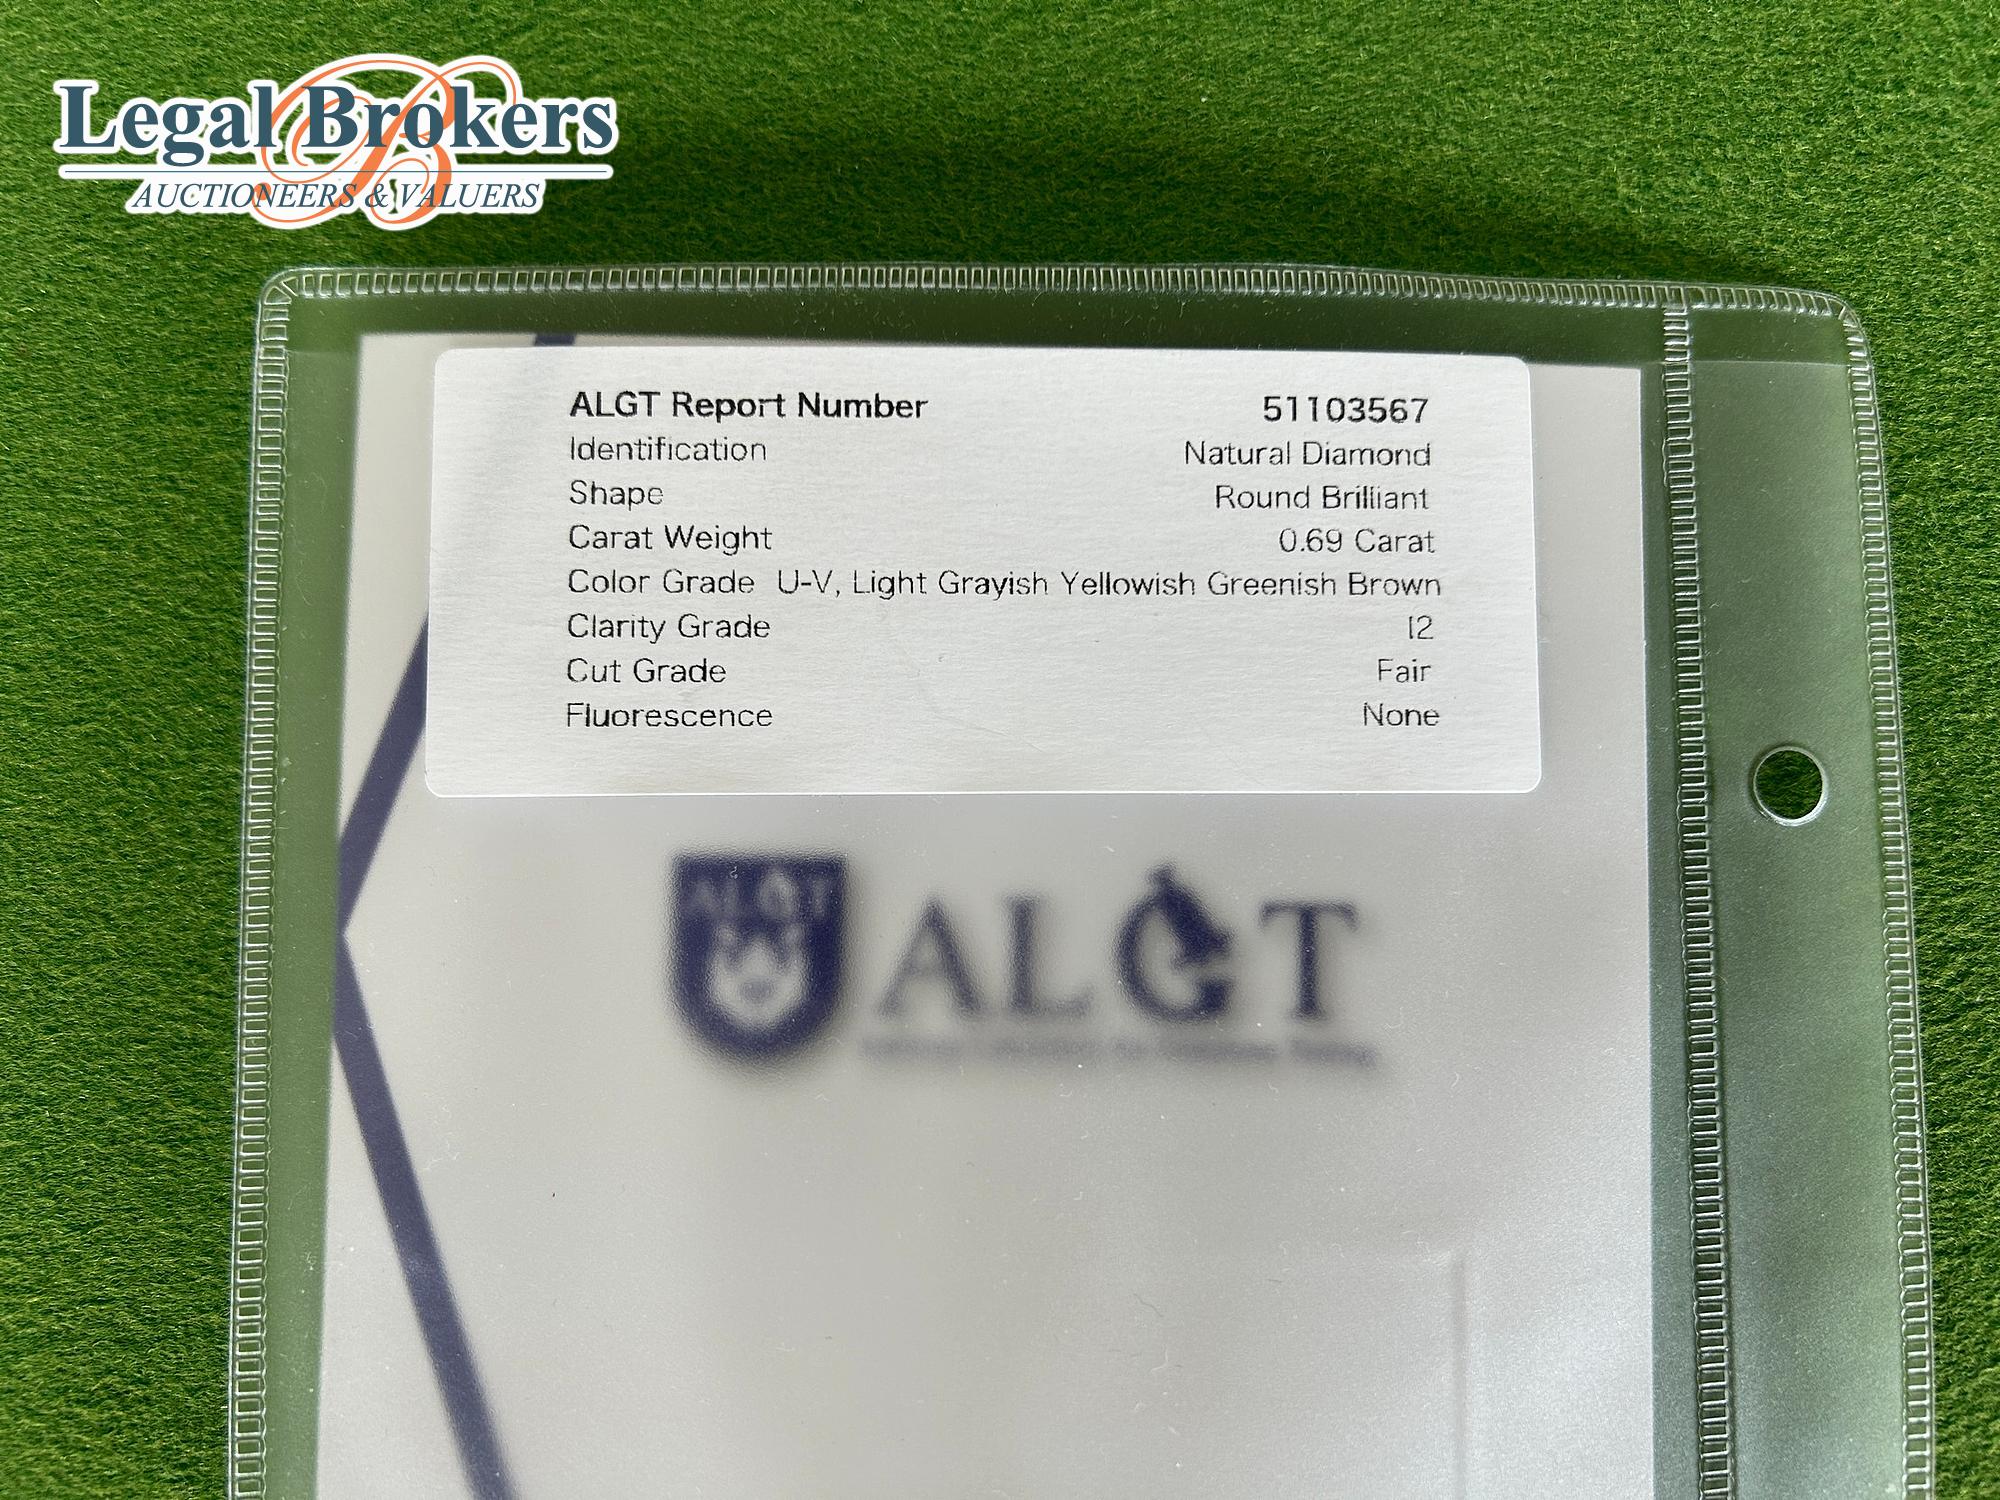 Legal Brokers
AUCTIONEERS & VALUERS
ALGT Report Number 51103567
Identification Natural Diamond
Shape Round Brilliant
Carat Weight 0.69 Carat
Color Grade U-V, Light Grayish Yellowish Greenish Brown
Clarity Grade I2
Cut Grade Fair
Fluorescence None
ALGT
ALGT